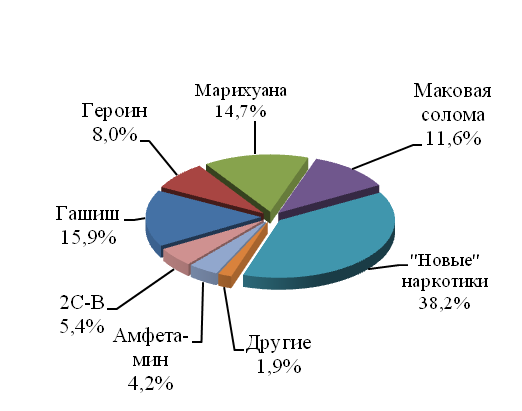 Марихуана
14,7%
Маковая
солома
11,6%
"Новые"
наркотики
38,2%
Другие
1,9%
Амфета-
мин
4,2%
2С-В
5,4%
Гашиш
15,9%
Героин
8,0%